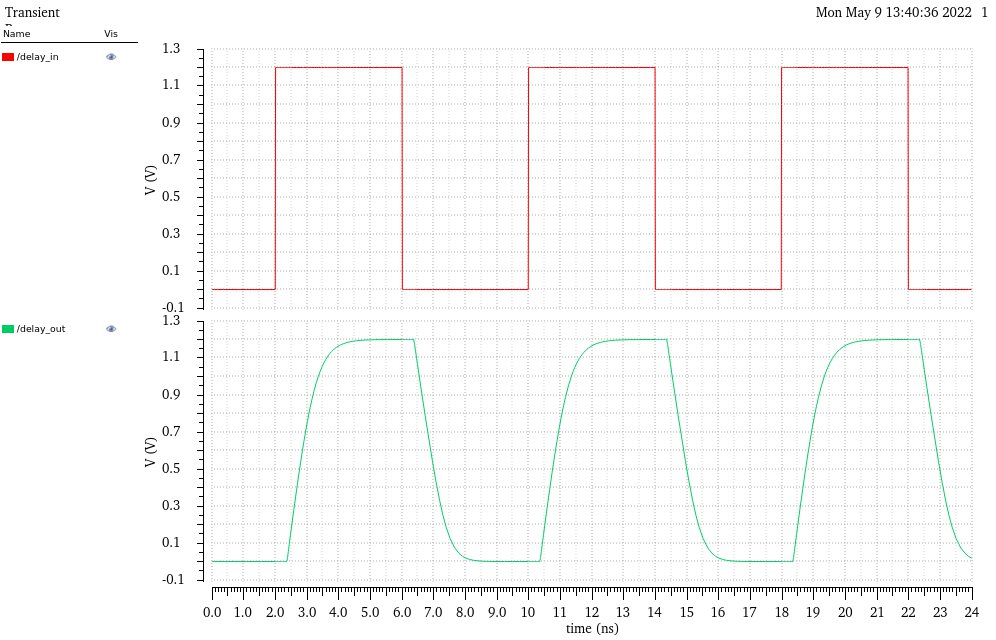 Transient
Mon May 9 13:40:36 2022 1
Name Vis
/delay_in
1.3
1.1
0.9
0.7
0.5
0.3
0.1
-0.1
V (V)
/delay_out
1.3
1.1
0.9
0.7
0.5
0.3
0.1
-0.1
V (V)
0.0 1.0 2.0 3.0 4.0 5.0 6.0 7.0 8.0 9.0 10 11 12 13 14 15 16 17 18 19 20 21 22 23 24
time (ns)